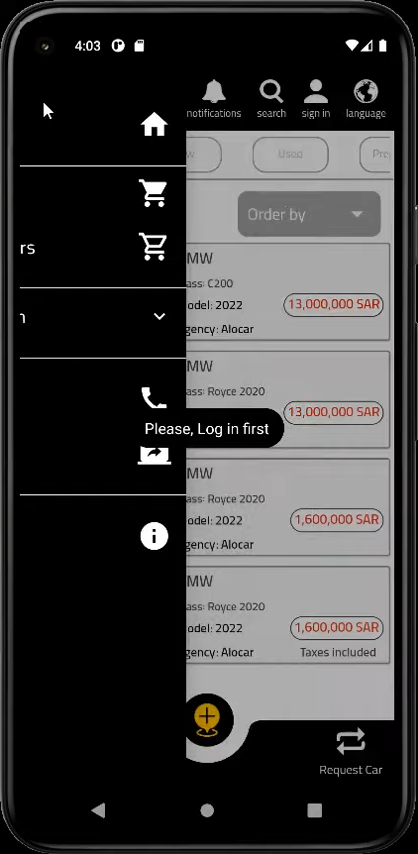 4:03
notifications
search
sign in
language
Used
Order by
rs
MW
ass: C200
odel: 2022
13,000,000 SAR
gency: Alocar
MW
ass: Royce 2020
13,000,000 SAR
Please, Log in first
MW
ass: Royce 2020
odel: 2022
1,600,000 SAR
gency: Alocar
MW
ass: Royce 2020
odel: 2022
1,600,000 SAR
gency: Alocar
Taxes included
Request Car